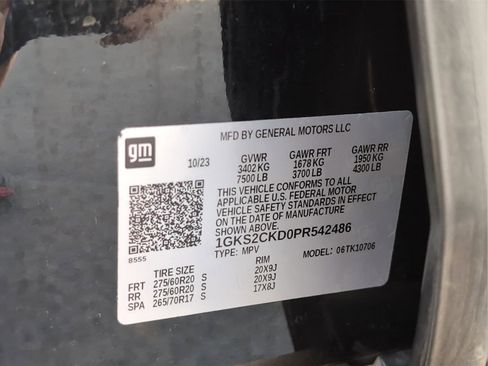 MFD BY GENERAL MOTORS LLC
gm
10/23 GVWR GAWR FRT GAWR RR
3402 KG 1678 KG 1950 KG
7500 LB 3700 LB 4300 LB
THIS VEHICLE CONFORMS TO ALL
APPLICABLE U.S. FEDERAL MOTOR
VEHICLE SAFETY STANDARDS IN EFFECT
ON THE DATE OF MANUFACTURE SHOWN
ABOVE.
1GKS2CKD0PR542486
8555
TYPE: MPV MODEL: 06TK10706
TIRE SIZE RIM
FRT 275/60R20 S 20X9J
RR 275/60R20 S 20X9J
SPA 265/70R17 S 17X8J